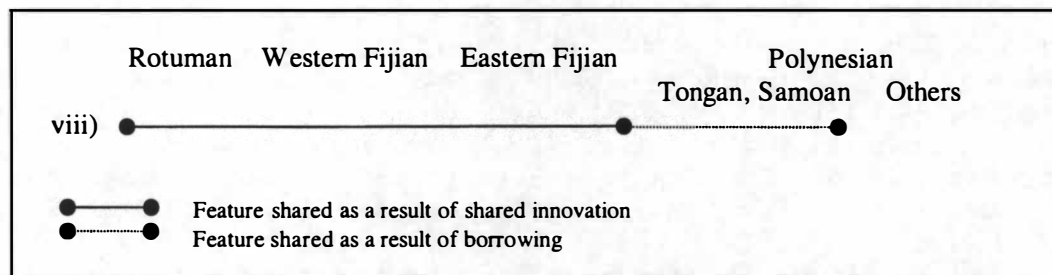 Rotuman Western Fijian Eastern Fijian Polynesian
Tongan, Samoan Others
viii)
Feature shared as a result of shared innovation
Feature shared as a result of borrowing